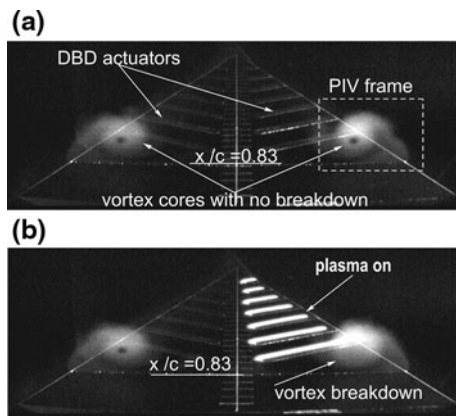 (a)
DBD actuators
PIV frame
x/c =0.83
vortex cores with no breakdown
(b)
plasma on
x/c =0.83
vortex breakdown